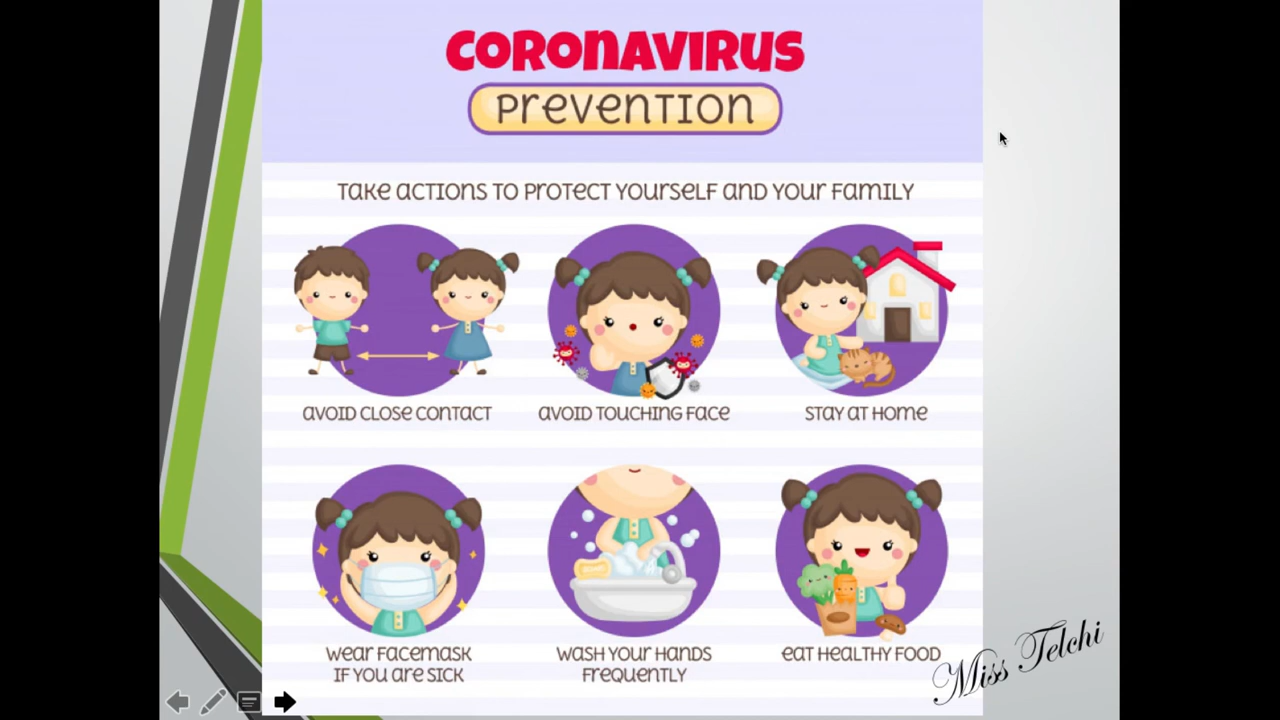 CORONAVIRUS
PREVENTION
TAKE ACTIONS TO PROTECT YOURSELF AND YOUR FAMILY
AVOID CLOSE CONTACT
AVOID TOUCHING FACE
STAY AT HOME
WEAR FACEMASK
IF YOU ARE SICK
WASH YOUR HANDS
FREQUENTLY
EAT HEALTHY FOOD
Miss Telchi